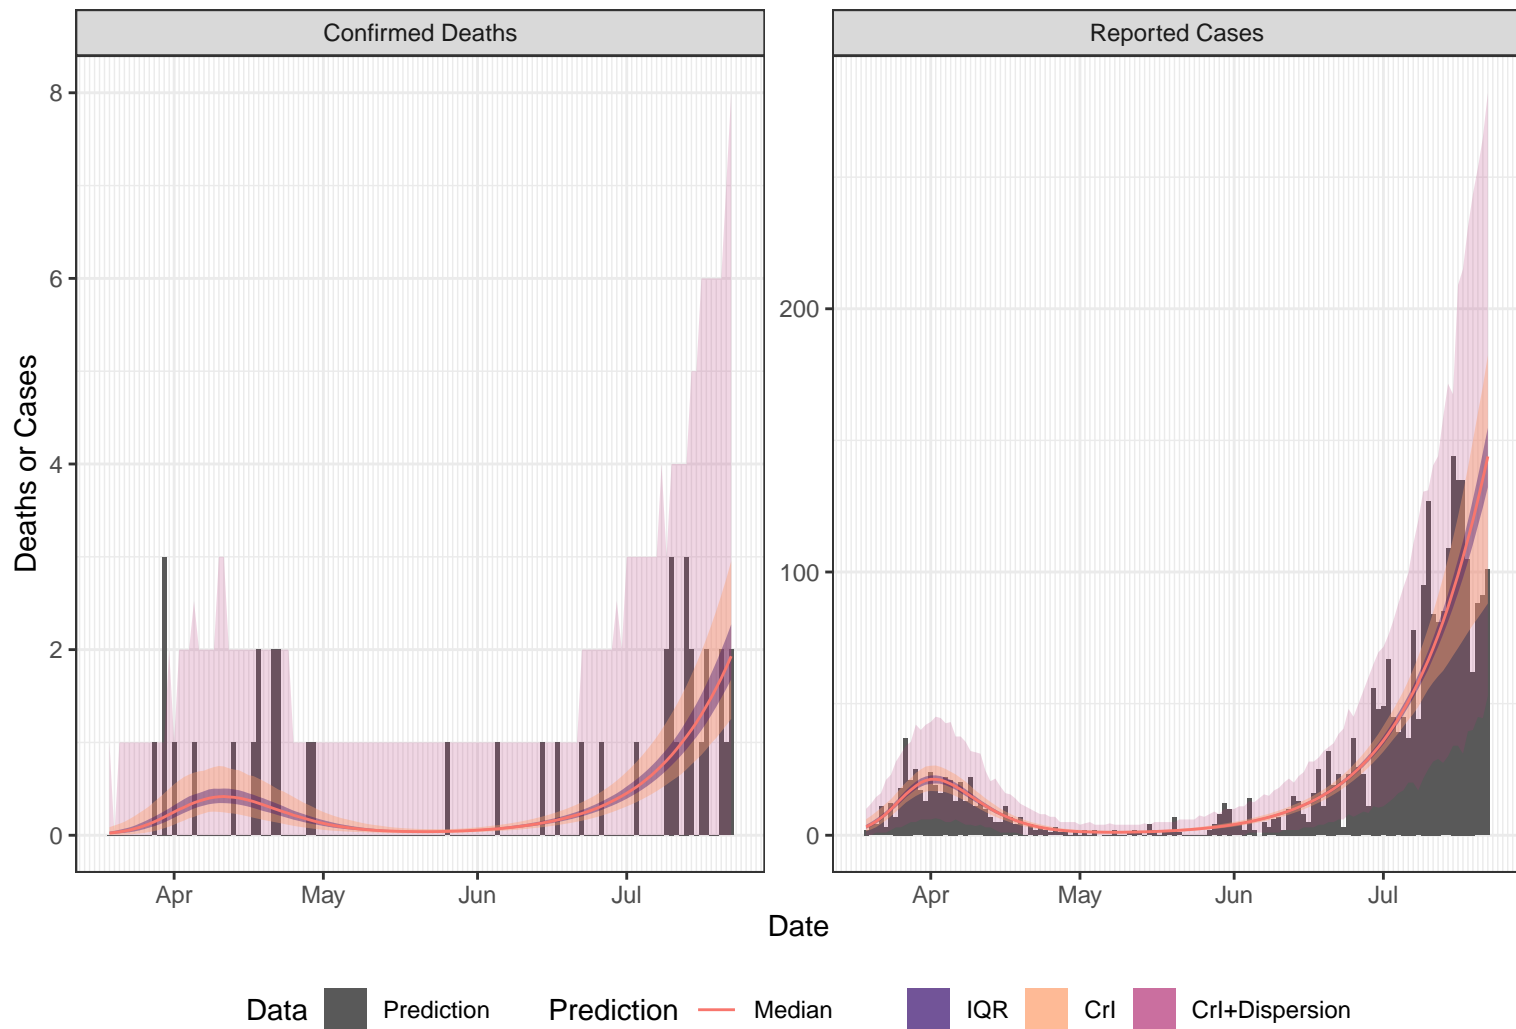 Confirmed Deaths
Reported Cases
Deaths or Cases
8
6
4
2
0
200
100
0
Apr
May
Jun
Jul
Apr
May
Jun
Jul
Date
Data
Prediction
Prediction
Median
IQR
CrI
CrI+Dispersion